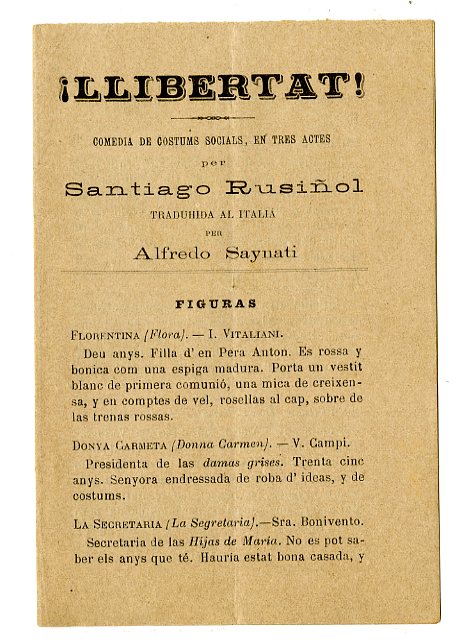 ¡LLIBERTAT!
COMEDIA DE COSTUMS SOCIALS, EN TRES ACTES
per
Santiago Rusiñol
TRADUHIDA AL ITALIÁ
PER
Alfredo Saynati
FIGURAS
FLORENTINA (Flora). — I. VITALIANI.
Deu anys. Filla d' en Pera Anton. Es rossa y
bonica com una espiga madura. Porta un vestit
blanc de primera comunió, una mica de creixen-
sa, y en comptes de vel, rosellas al cap, sobre de
las trenas rossas.
DONYA CARMETA (Donna Carmen). — V. Campi.
Presidenta de las damas grises. Trenta cinc
anys. Senyora endressada de roba d' ideas, y de
costums.
LA SECRETARIA (La Segretaria).—Sra. Bonivento.
Secretaria de las Hijas de María. No es pot sa-
ber els anys que té. Hauría estat bona casada, y